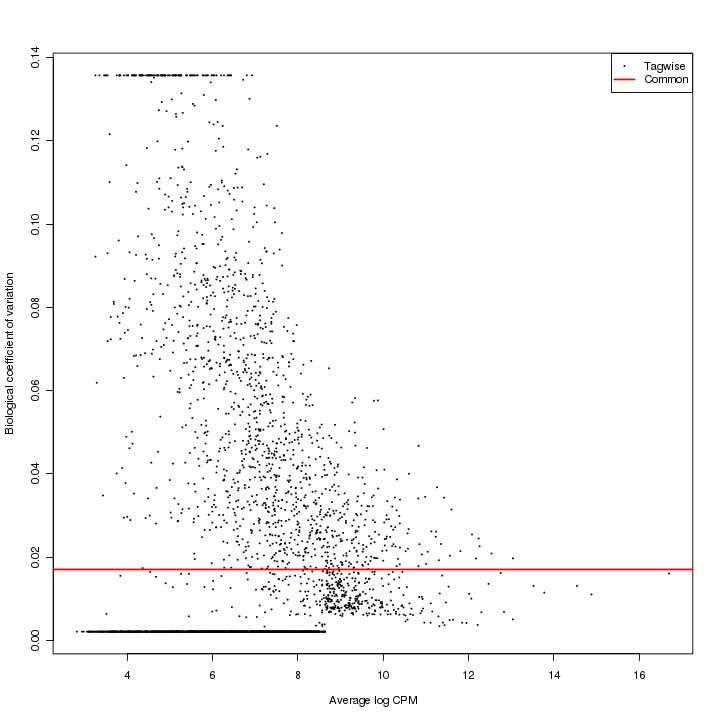 Tagwise
Common
0.14
0.12
0.10
0.08
0.06
0.04
0.02
0.00
Biological coefficient of variation
4 6 8 10 12 14 16
Average log CPM